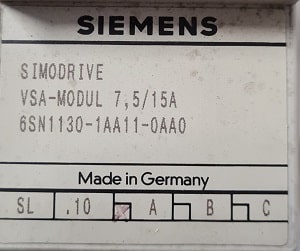 SIEMENS
SIMODRIVE
VSA-MODUL 7,5/15A
6SN1130-1AA11-0AA0
Made in Germany
SL .10 A B C